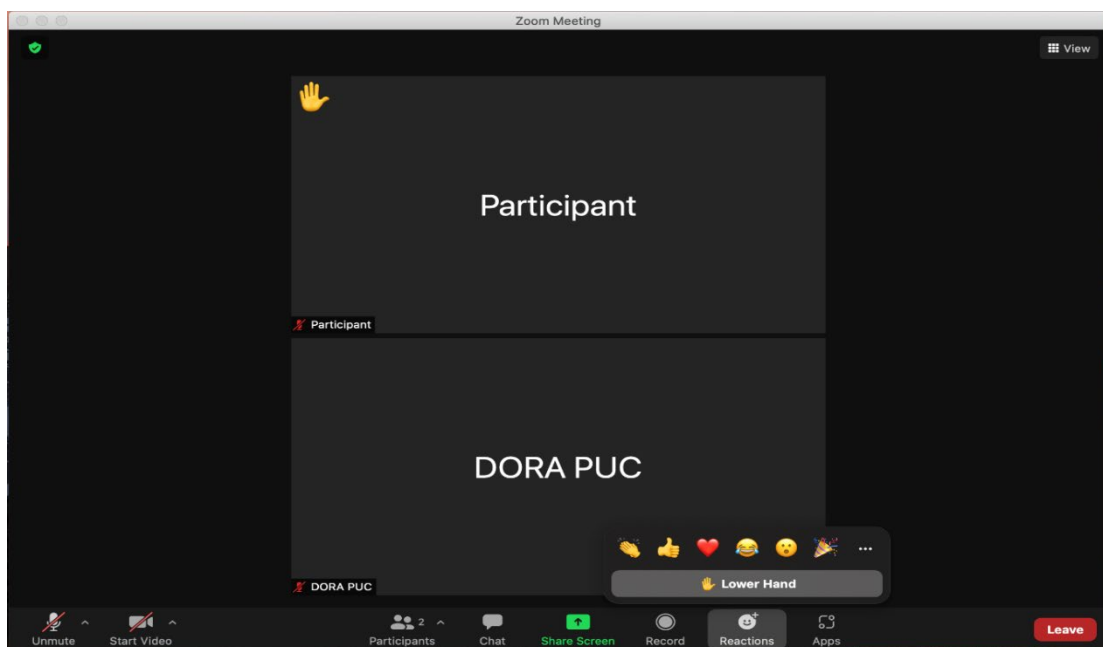 Zoom Meeting
View
Participant
Participant
DORA PUC
DORA PUC
Lower Hand
Unmute
Start Video
2
Participants
Chat
Share Screen
Record
Reactions
Apps
Leave